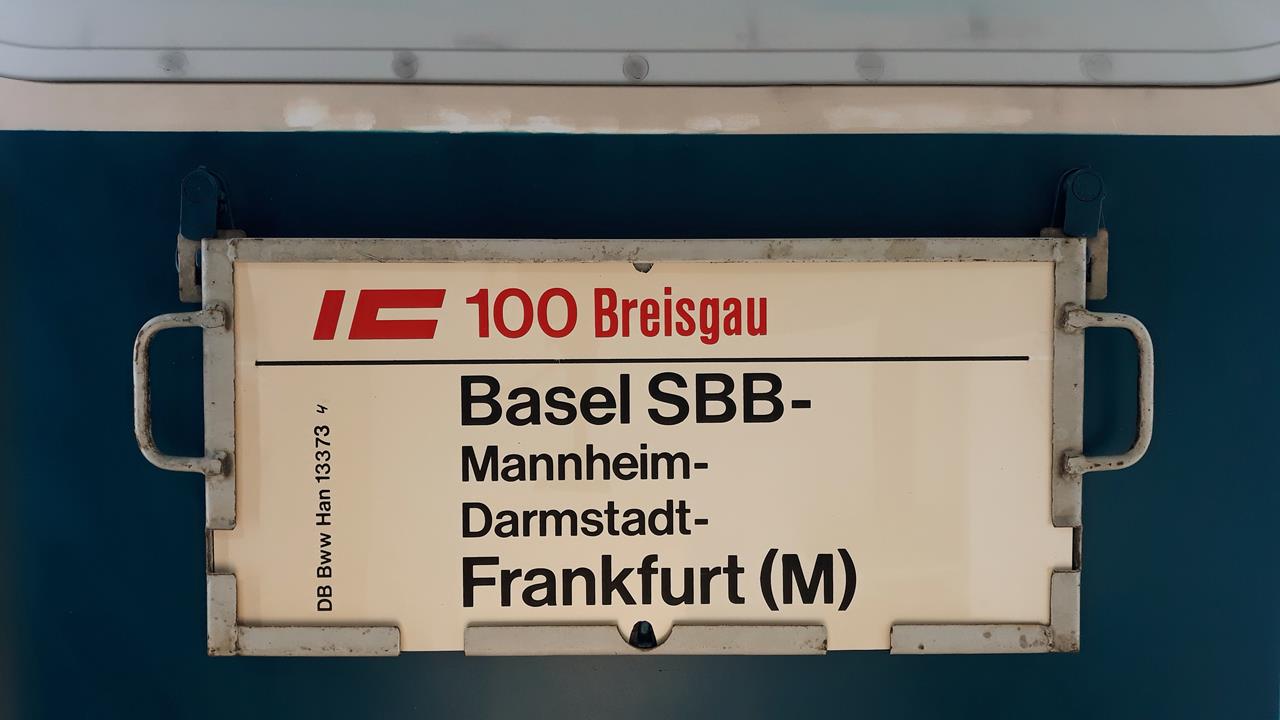 IC 100 Breisgau
Basel SBB-
Mannheim-
Darmstadt-
Frankfurt (M)
DB Bww Han 13373 4